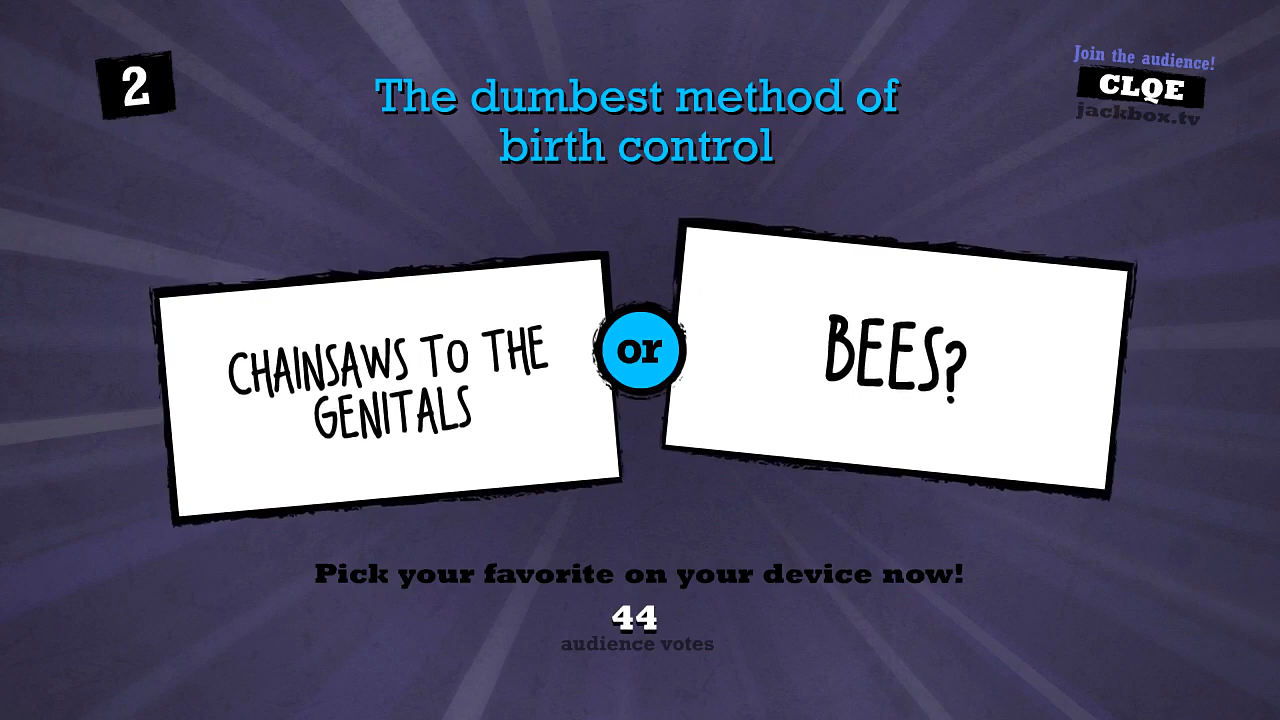 2
Join the audience!
CLQE
jackbox.tv
The dumbest method of
birth control
CHAINSAWS TO THE
GENITALS
or
BEES?
Pick your favorite on your device now!
44
audience votes